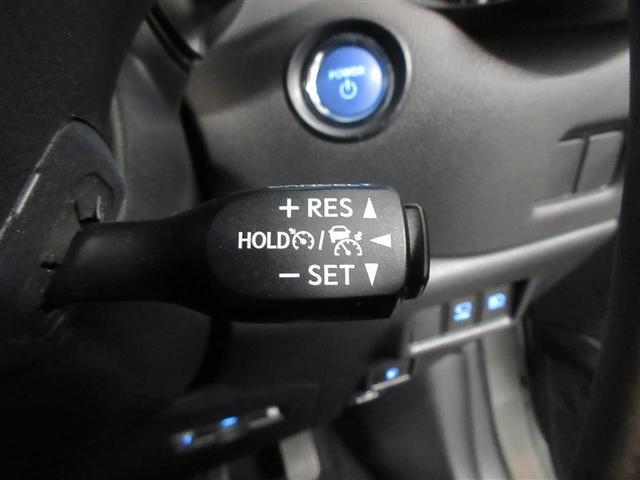 POWER
+ RES ▲
HOLD / ◀
− SET ▼